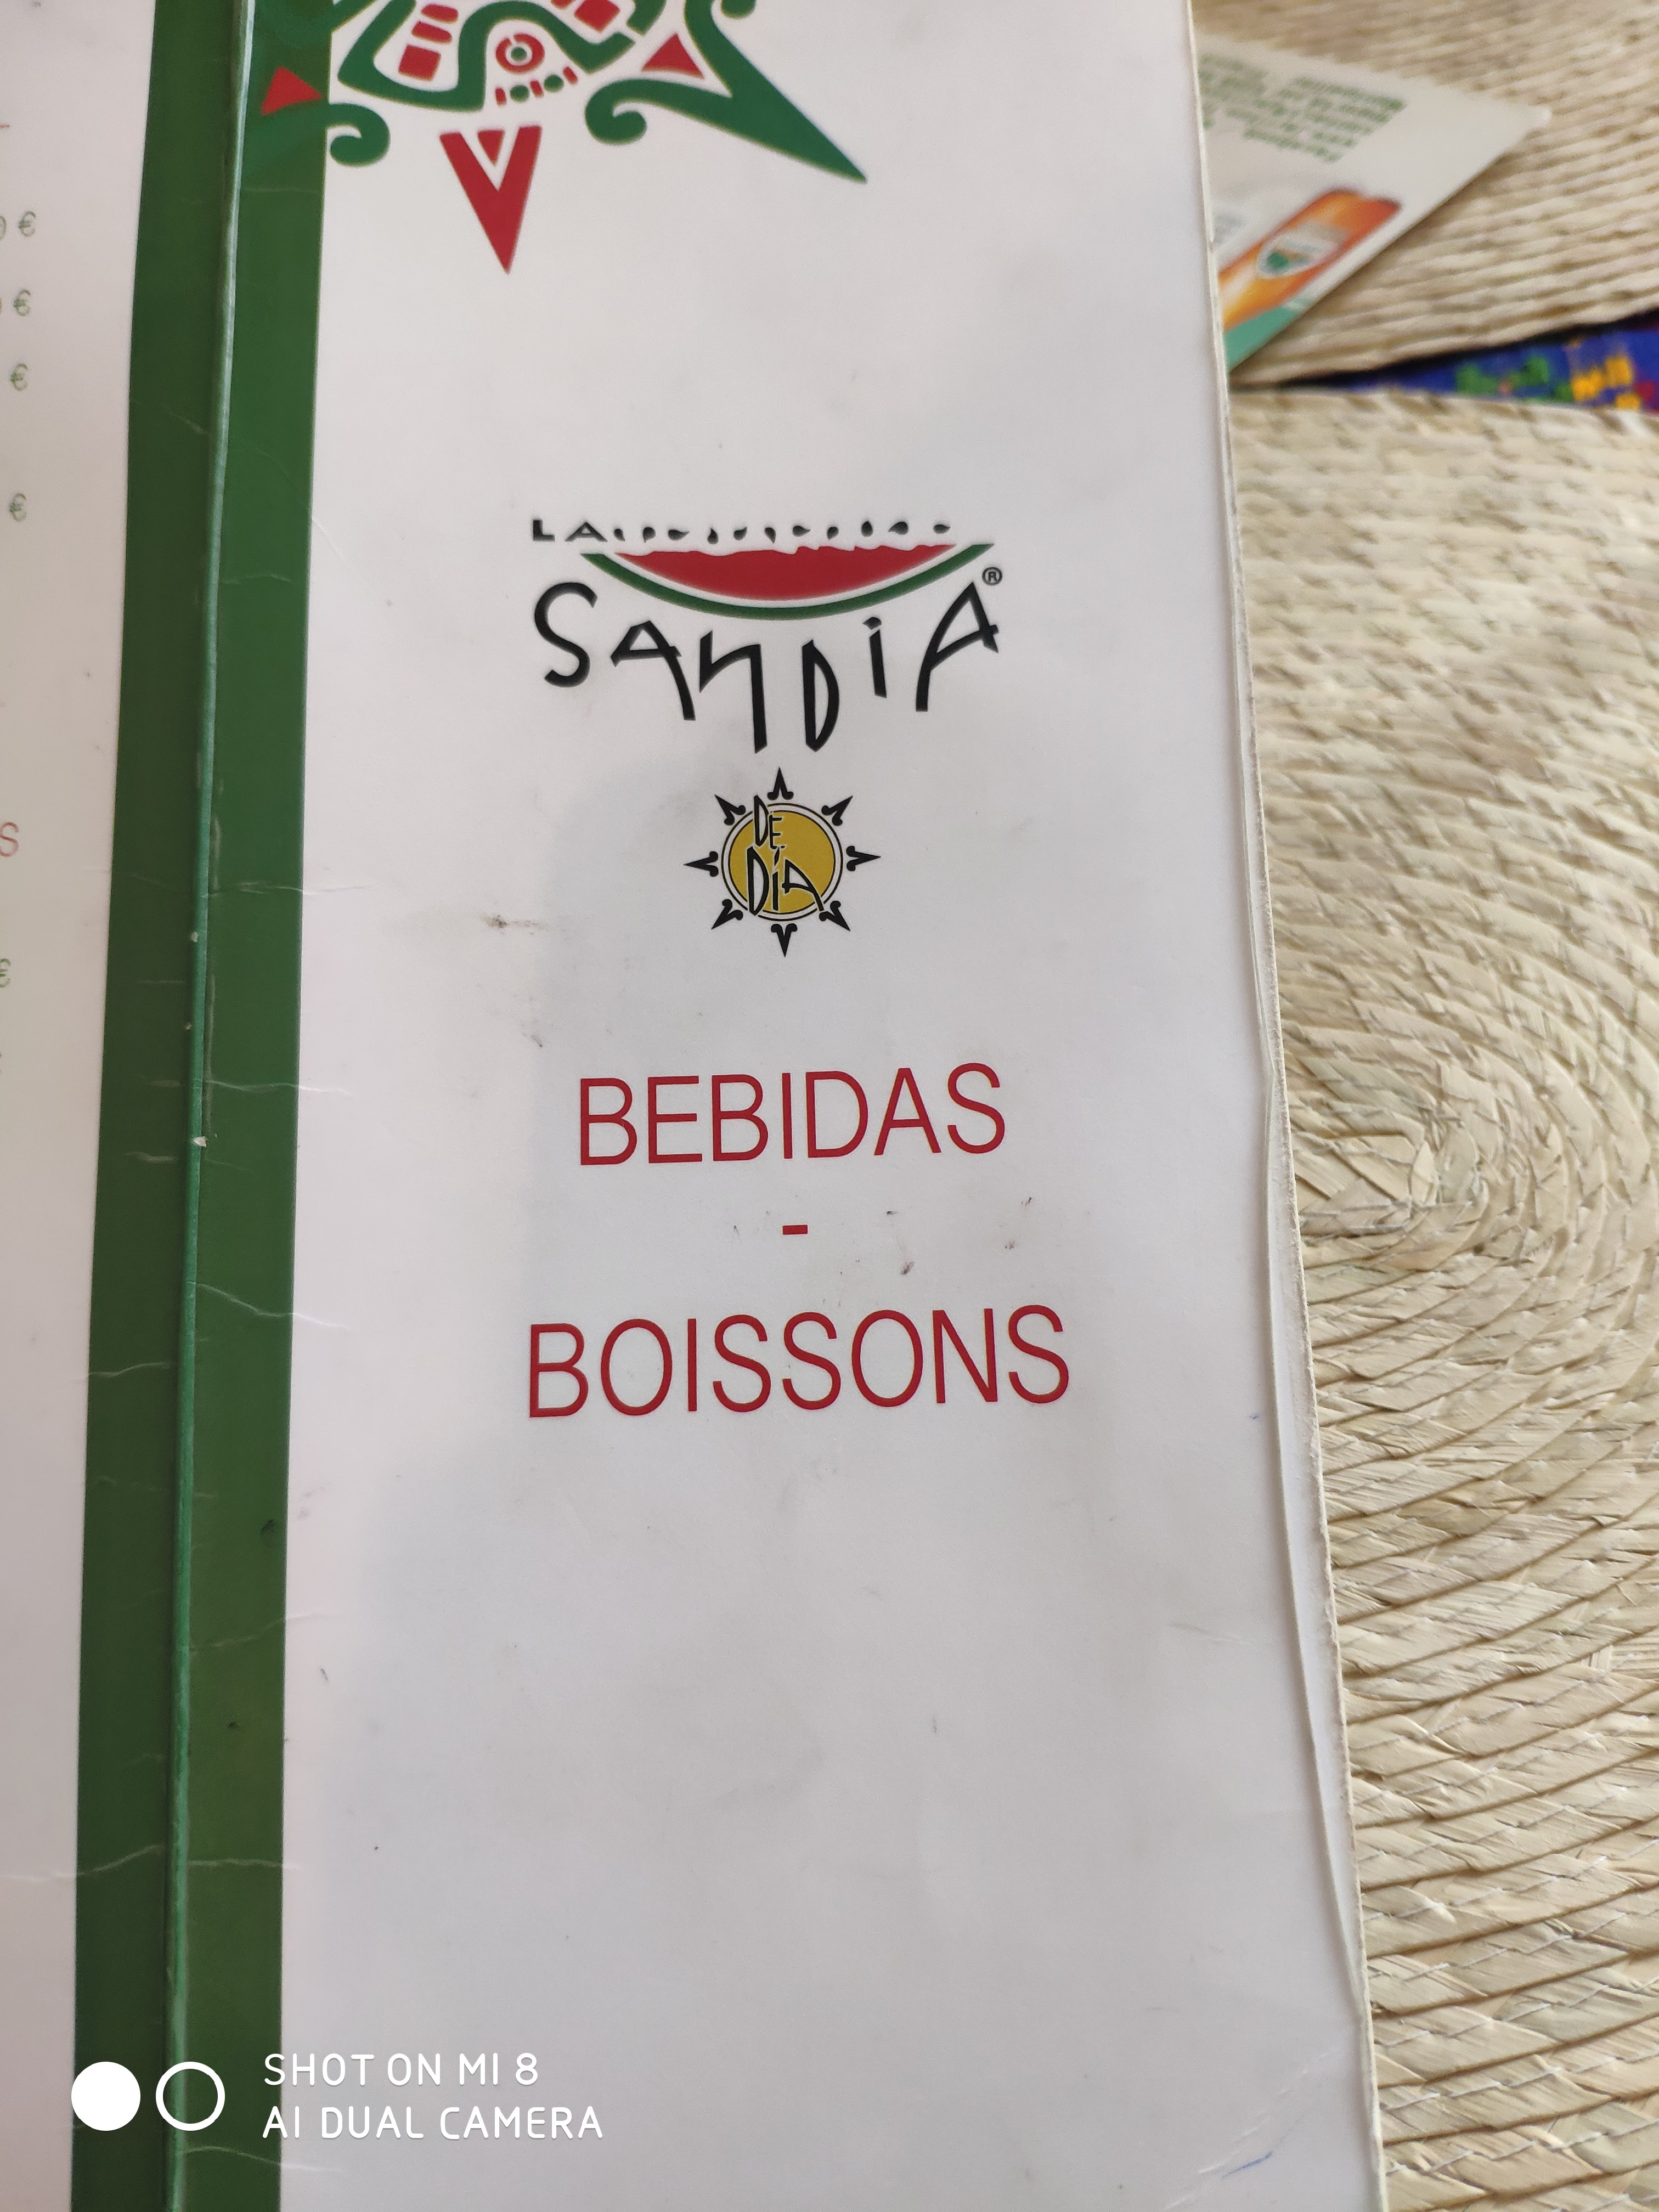 €
€
€
€
S
€
LA
SANDiA®
DE
DÍA
BEBIDAS
-
BOISSONS
SHOT ON MI 8
AI DUAL CAMERA